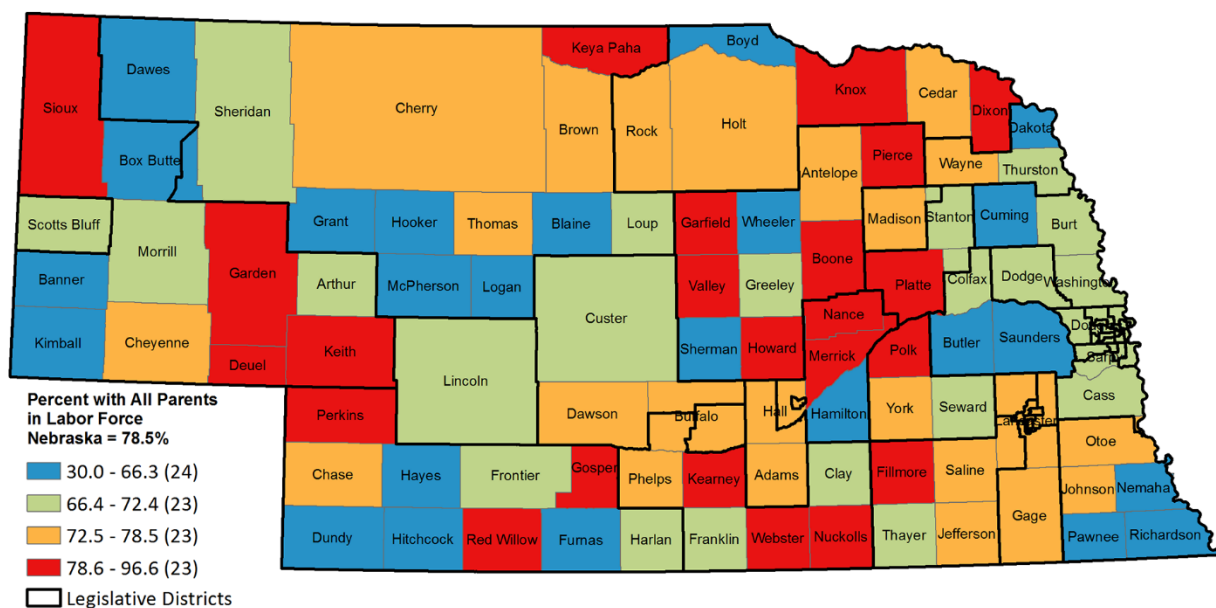 Keya Paha
Boyd
Dawes
Knox
Cedar
Sioux
Sheridan
Cherry
Dixon
Holt
Brown
Rock
Dakota
Box Butte
Pierce
Wayne
Thurston
Antelope
Scotts Bluff
Grant
Hooker
Thomas
Blaine
Loup
Garfield
Wheeler
Madison
Stanton
Cuming
Burt
Morrill
Boone
Banner
Garden
Arthur
McPherson
Logan
Valley
Greeley
Platte
Colfax
Dodge
Washington
Custer
Nance
Kimball
Cheyenne
Keith
Sherman
Howard
Merrick
Polk
Butler
Saunders
Deuel
Lincoln
Perkins
Dawson
Buffalo
Hall
Hamilton
York
Seward
Cass
Otoe
Chase
Hayes
Frontier
Gosper
Phelps
Kearney
Adams
Clay
Fillmore
Saline
Johnson
Nemaha
Gage
Dundy
Hitchcock
Red Willow
Furnas
Harlan
Franklin
Webster
Nuckolls
Thayer
Jefferson
Pawnee
Richardson
Percent with All Parents
in Labor Force
Nebraska = 78.5%
30.0 - 66.3 (24)
66.4 - 72.4 (23)
72.5 - 78.5 (23)
78.6 - 96.6 (23)
Legislative Districts